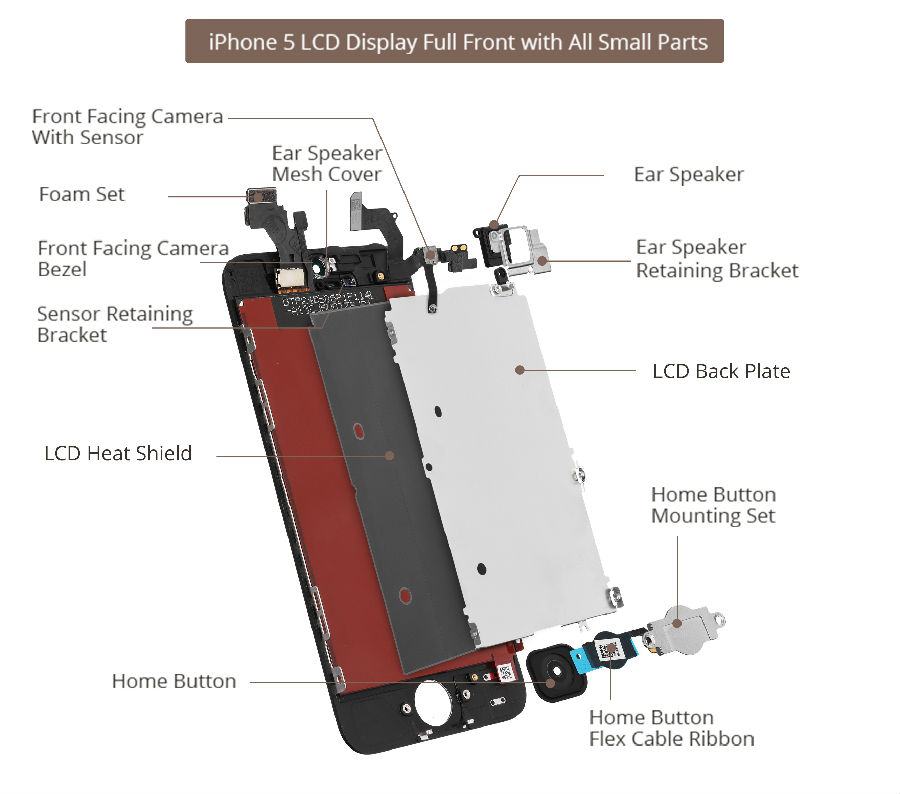 iPhone 5 LCD Display Full Front with All Small Parts
Front Facing Camera
With Sensor
Ear Speaker
Mesh Cover
Foam Set
Ear Speaker
Front Facing Camera
Bezel
Ear Speaker
Retaining Bracket
Sensor Retaining
Bracket
LCD Back Plate
LCD Heat Shield
Home Button
Mounting Set
Home Button
Home Button
Flex Cable Ribbon